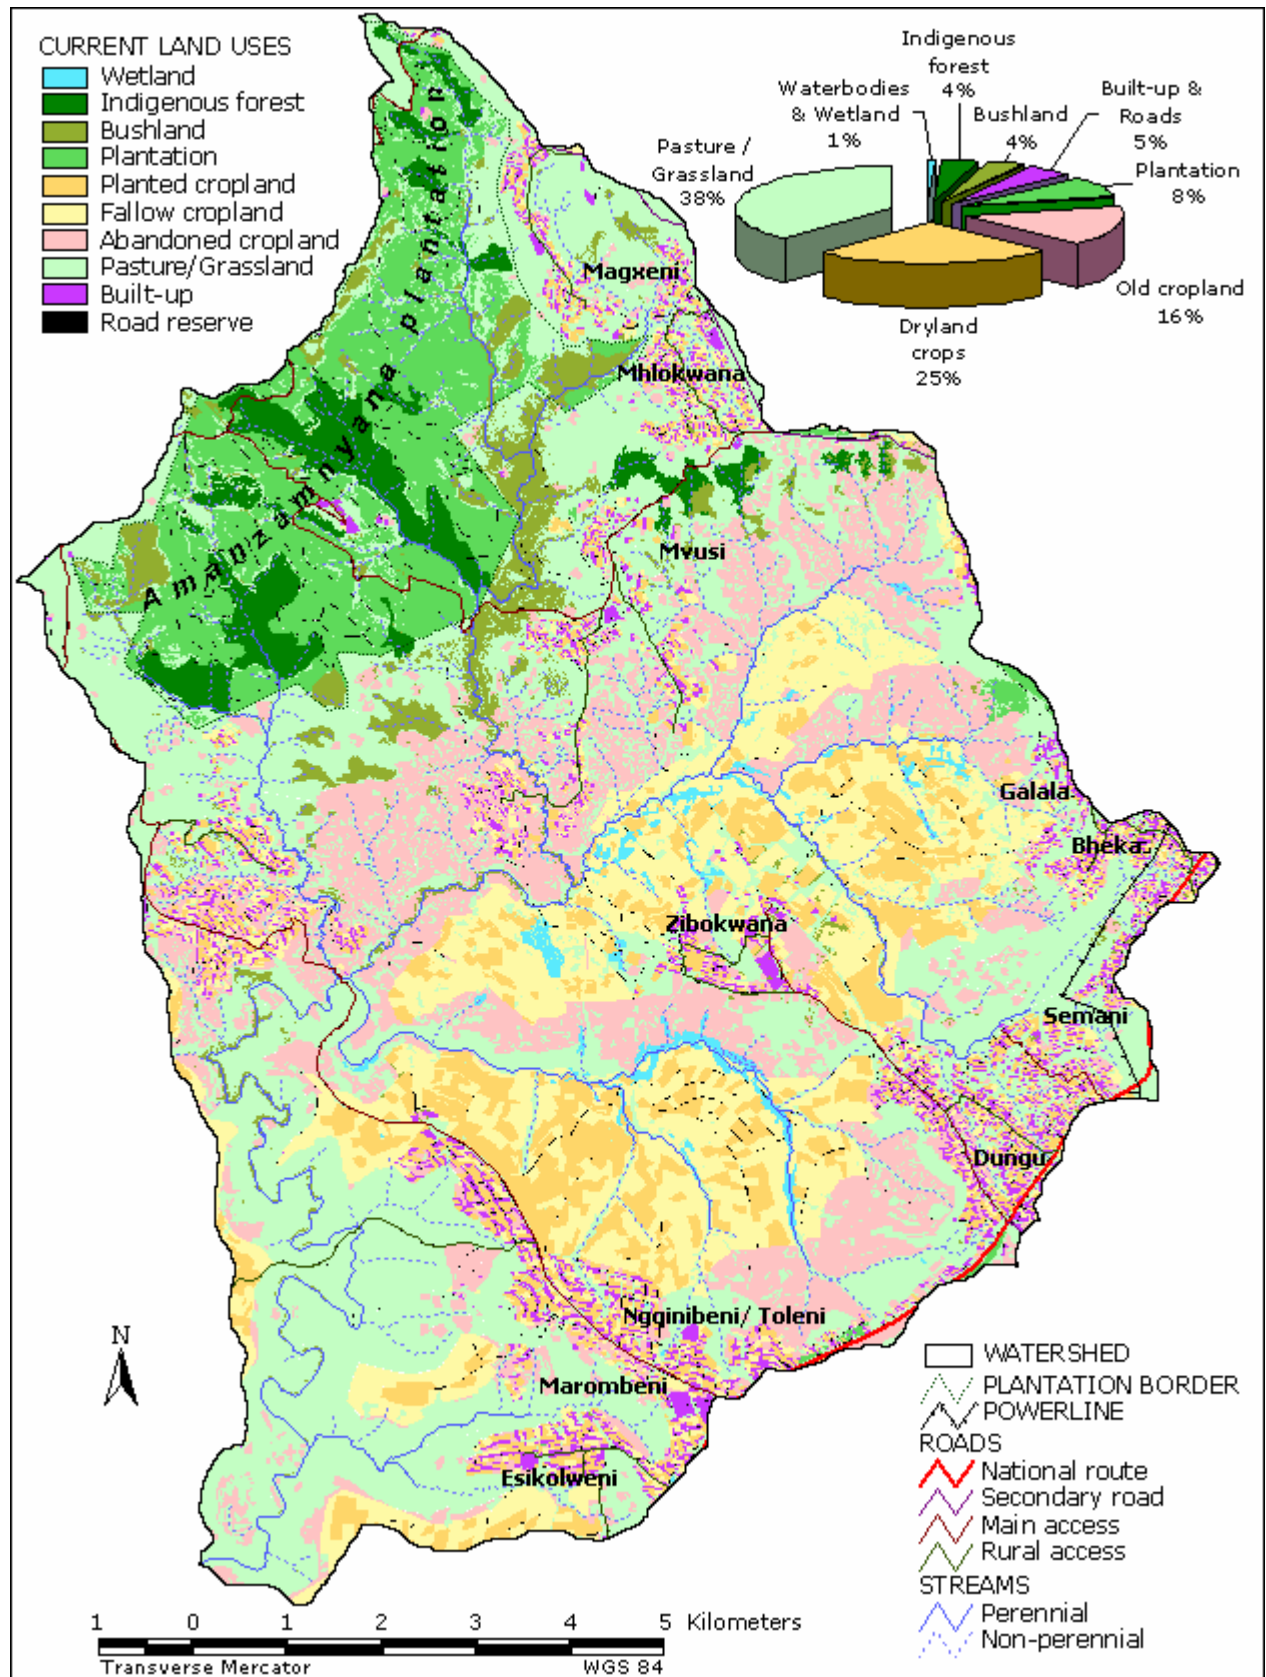 CURRENT LAND USES
Wetland
Indigenous forest
Bushland
Plantation
Planted cropland
Fallow cropland
Abandoned cropland
Pasture/Grassland
Built-up
Road reserve
Indigenous
forest
4%
Waterbodies
& Wetland
1%
Bushland
4%
Built-up &
Roads
5%
Pasture /
Grassland
38%
Plantation
8%
Old cropland
16%
Dryland
crops
25%
Amanzamnyana plantation
Magxeni
Mhlokwana
Mvusi
Galala
Bheka
Zibokwana
Semani
Dungu
Ngqinibeni/ Toleni
Marombeni
Esikolweni
N
WATERSHED
PLANTATION BORDER
POWERLINE
ROADS
National route
Secondary road
Main access
Rural access
STREAMS
Perennial
Non-perennial
1 0 1 2 3 4 5 Kilometers
Transverse Mercator WGS 84